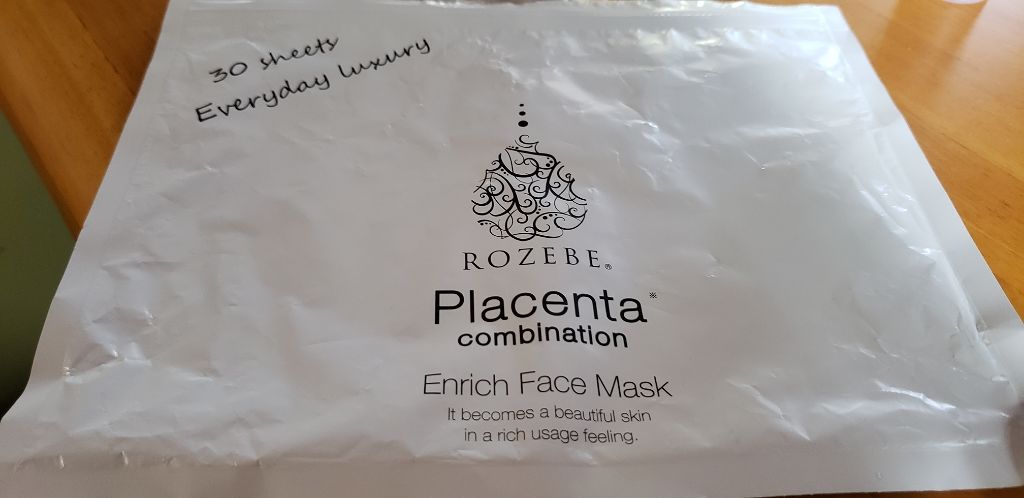 30 sheets
Everyday luxury
ROZEBE®
Placenta※
combination
Enrich Face Mask
It becomes a beautiful skin
in a rich usage feeling.